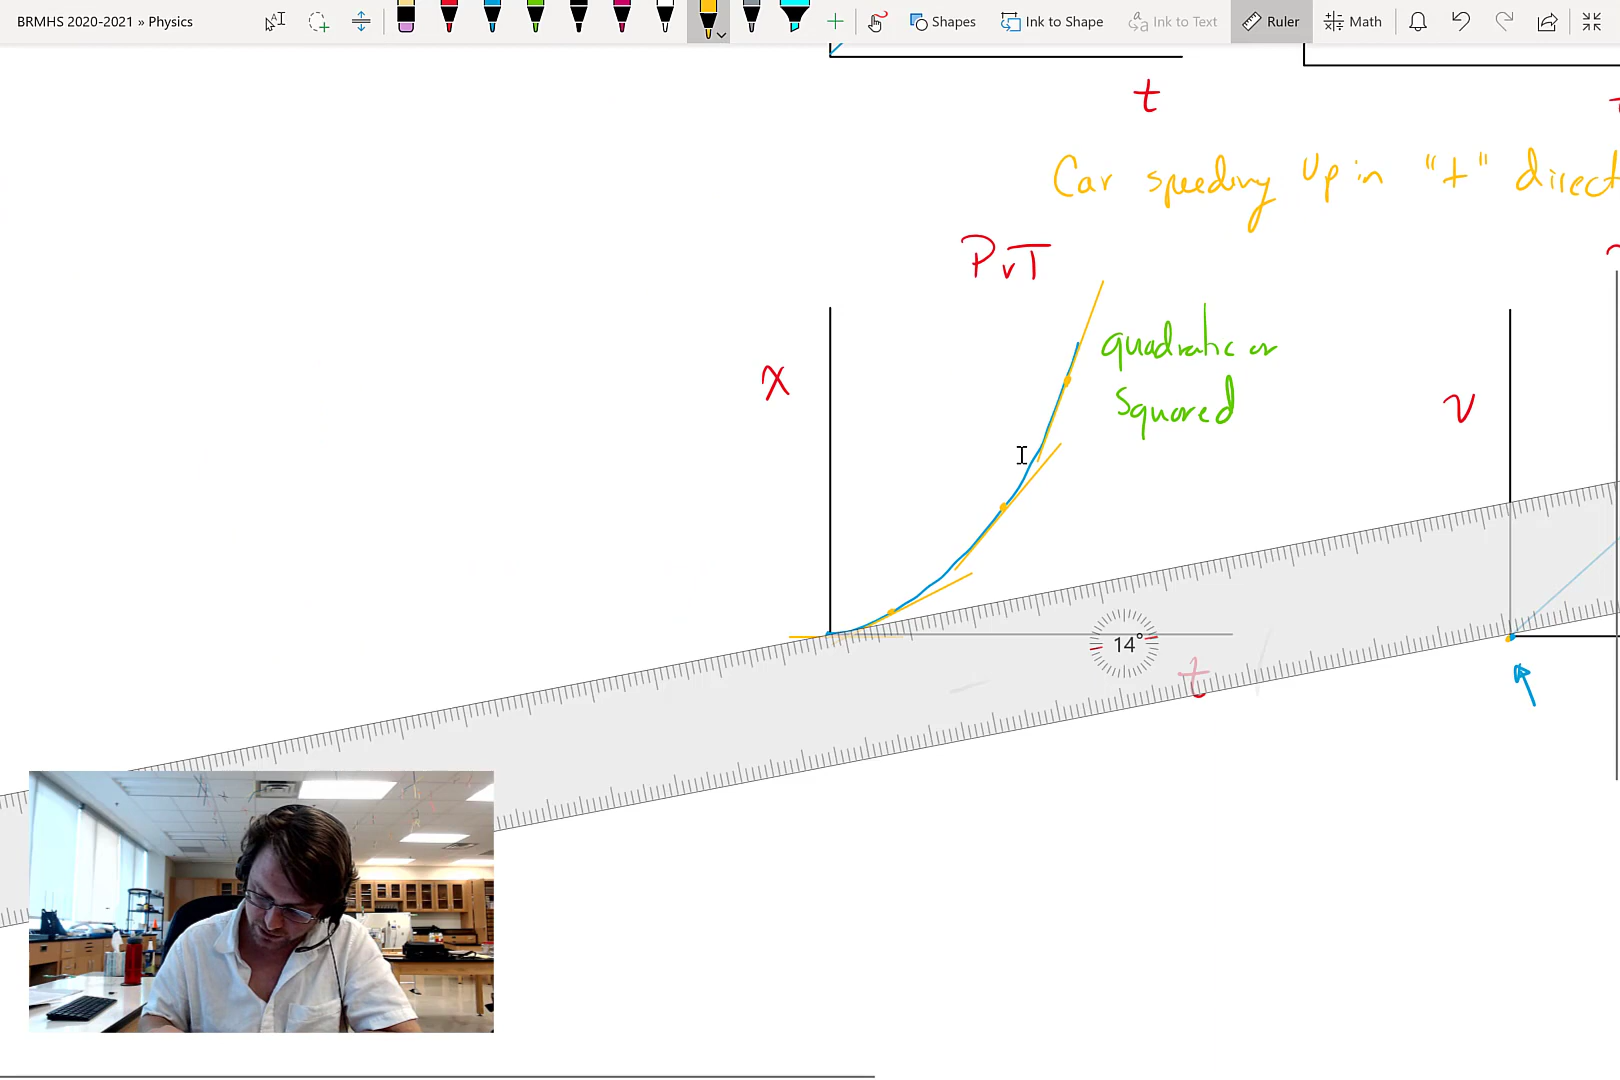 BRMHS 2020-2021 » Physics
Shapes
Ink to Shape
Ink to Text
Ruler
Math
t
Car speeding up in "+" direct
PvT
x
quadratic or
squared
v
14°
t